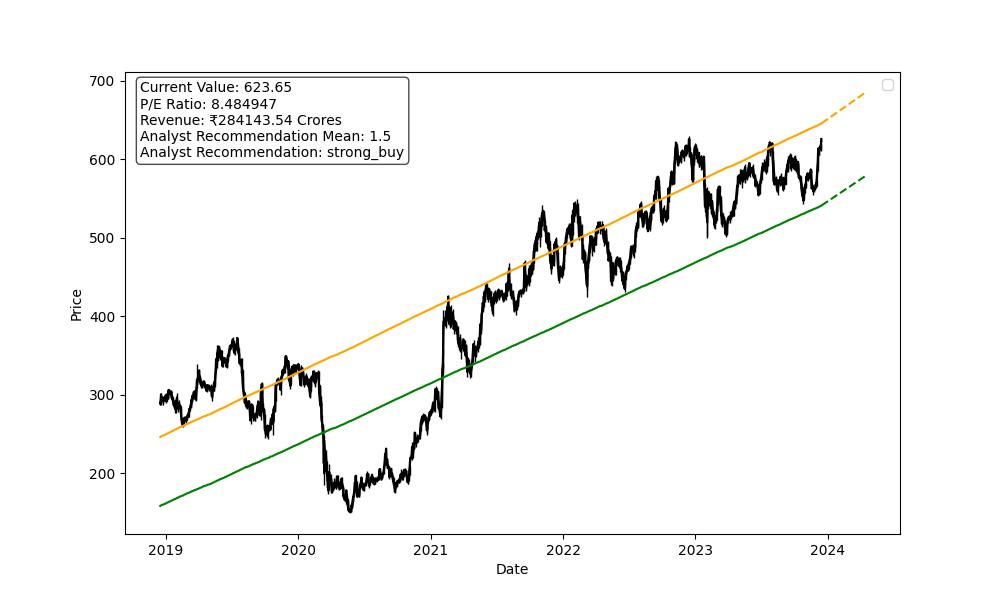 Current Value: 623.65
P/E Ratio: 8.484947
Revenue: ₹284143.54 Crores
Analyst Recommendation Mean: 1.5
Analyst Recommendation: strong_buy
700
600
500
400
300
200
Price
2019 2020 2021 2022 2023 2024
Date